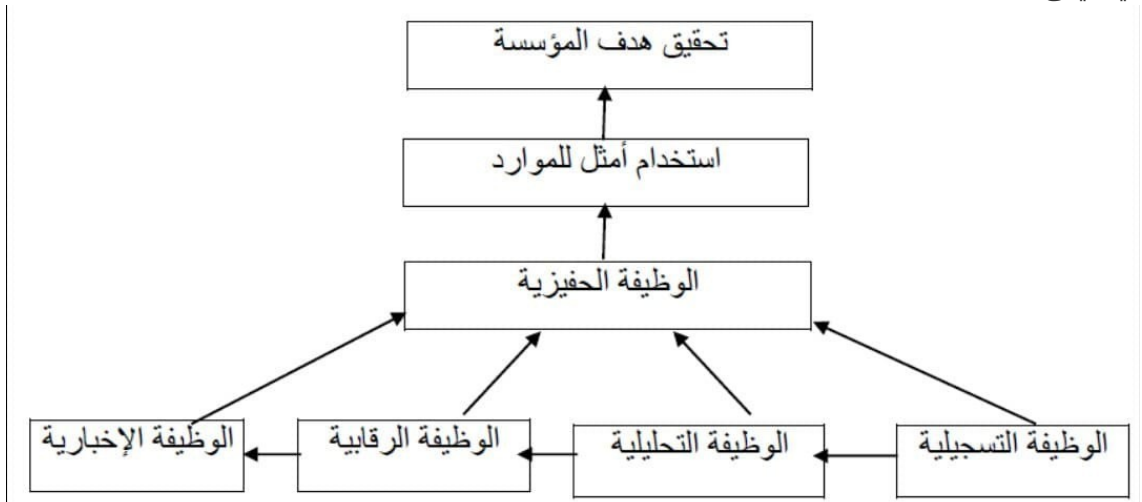 تحقيق هدف المؤسسة
استخدام أمثل للموارد
الوظيفة الحفيزية
الوظيفة التسجيلية
الوظيفة التحليلية
الوظيفة الرقابية
الوظيفة الإخبارية